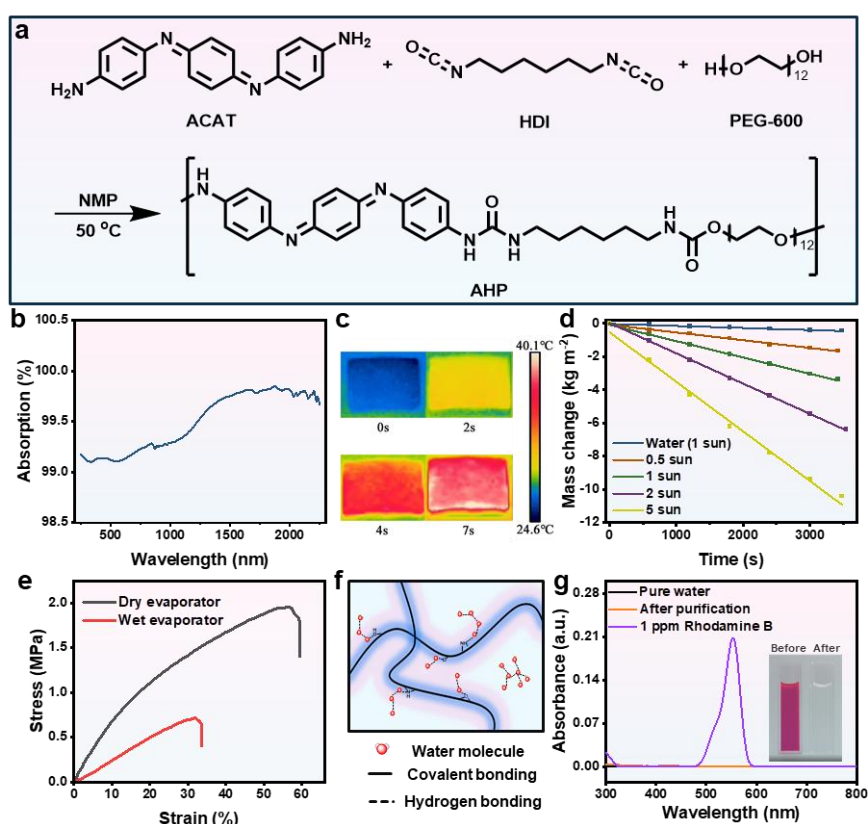 a
H₂N
N
N
NH₂
ACAT
+
O
C
N
N
C
O
HDI
+
H
O
OH
12
PEG-600
NMP
50 °C
H
N
N
N
O
N
H
N
H
H
N
O
O
O
12
AHP
b
Absorption (%)
100.5
100.0
99.5
99.0
98.5
500 1000 1500 2000
Wavelength (nm)
c
40.1℃
0s 2s
4s 7s
24.6℃
d
Mass change (kg m⁻²)
0
-2
-4
-6
-8
-10
-12
Water (1 sun)
0.5 sun
1 sun
2 sun
5 sun
0 1000 2000 3000
Time (s)
e
Stress (MPa)
2.0
1.5
1.0
0.5
0.0
Dry evaporator
Wet evaporator
0 10 20 30 40 50 60
Strain (%)
f
Water molecule
Covalent bonding
Hydrogen bonding
g
Absorbance (a.u.)
0.28
0.21
0.14
0.07
0.00
Pure water
After purification
1 ppm Rhodamine B
Before After
300 400 500 600 700 800
Wavelength (nm)